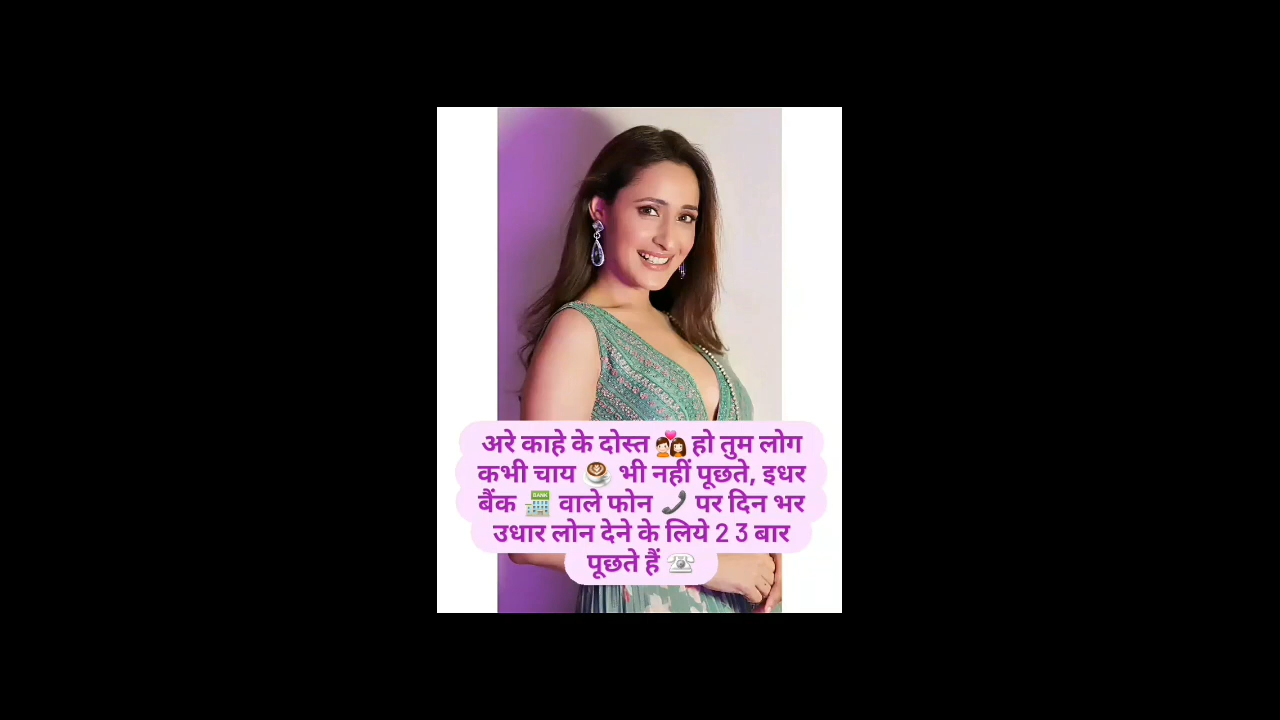 अरे काहे के दोस्त 💑 हो तुम लोग
कभी चाय ☕ भी नहीं पूछते, इधर
बैंक 🏦 वाले फोन 📞 पर दिन भर
उधार लोन देने के लिये 2 3 बार
पूछते हैं ☏